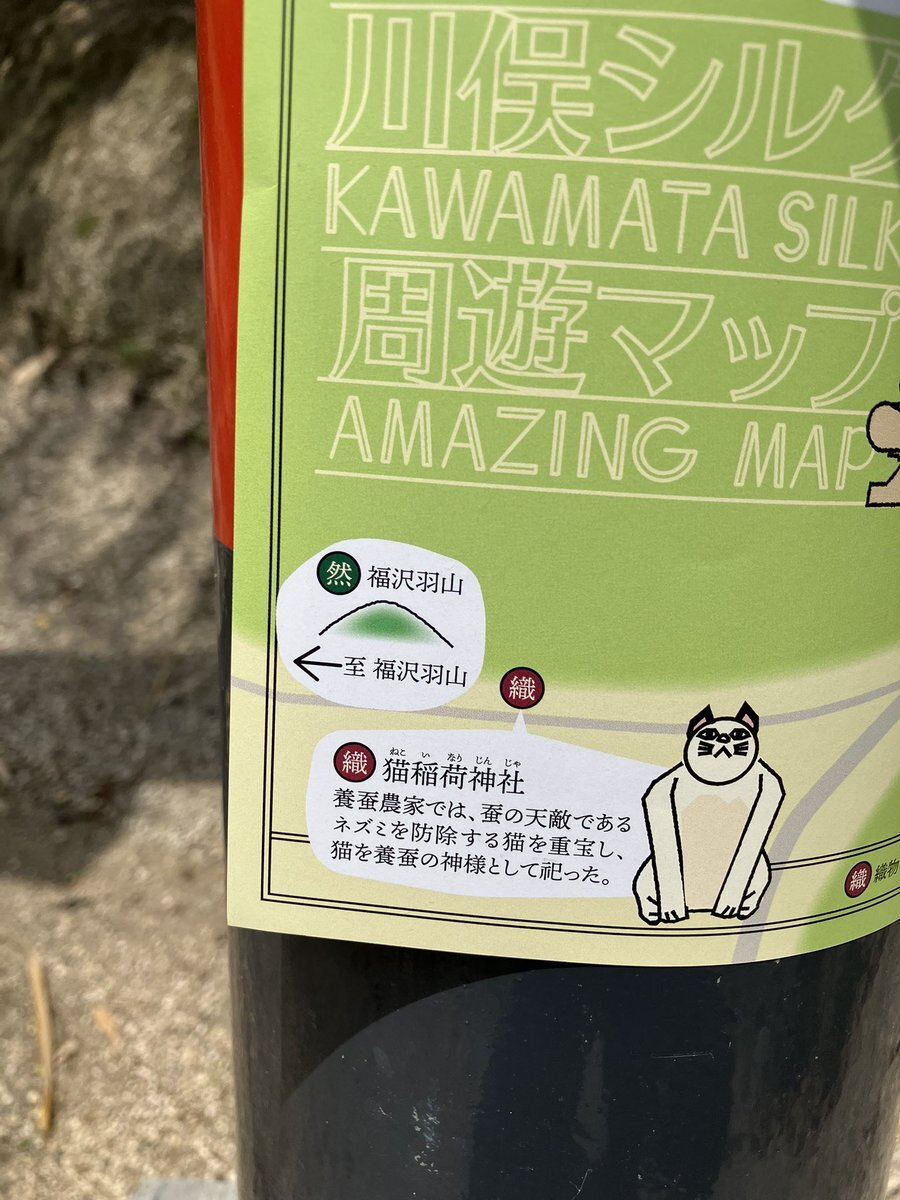 川俣シルク
KAWAMATA SILK
周遊マップ
AMAZING MAP
然 福沢羽山
← 至 福沢羽山
織
織 猫稲荷神社
ねこ い なり じん じゃ
養蚕農家では、蚕の天敵である
ネズミを防除する猫を重宝し、
猫を養蚕の神様として祀った。
織 織物